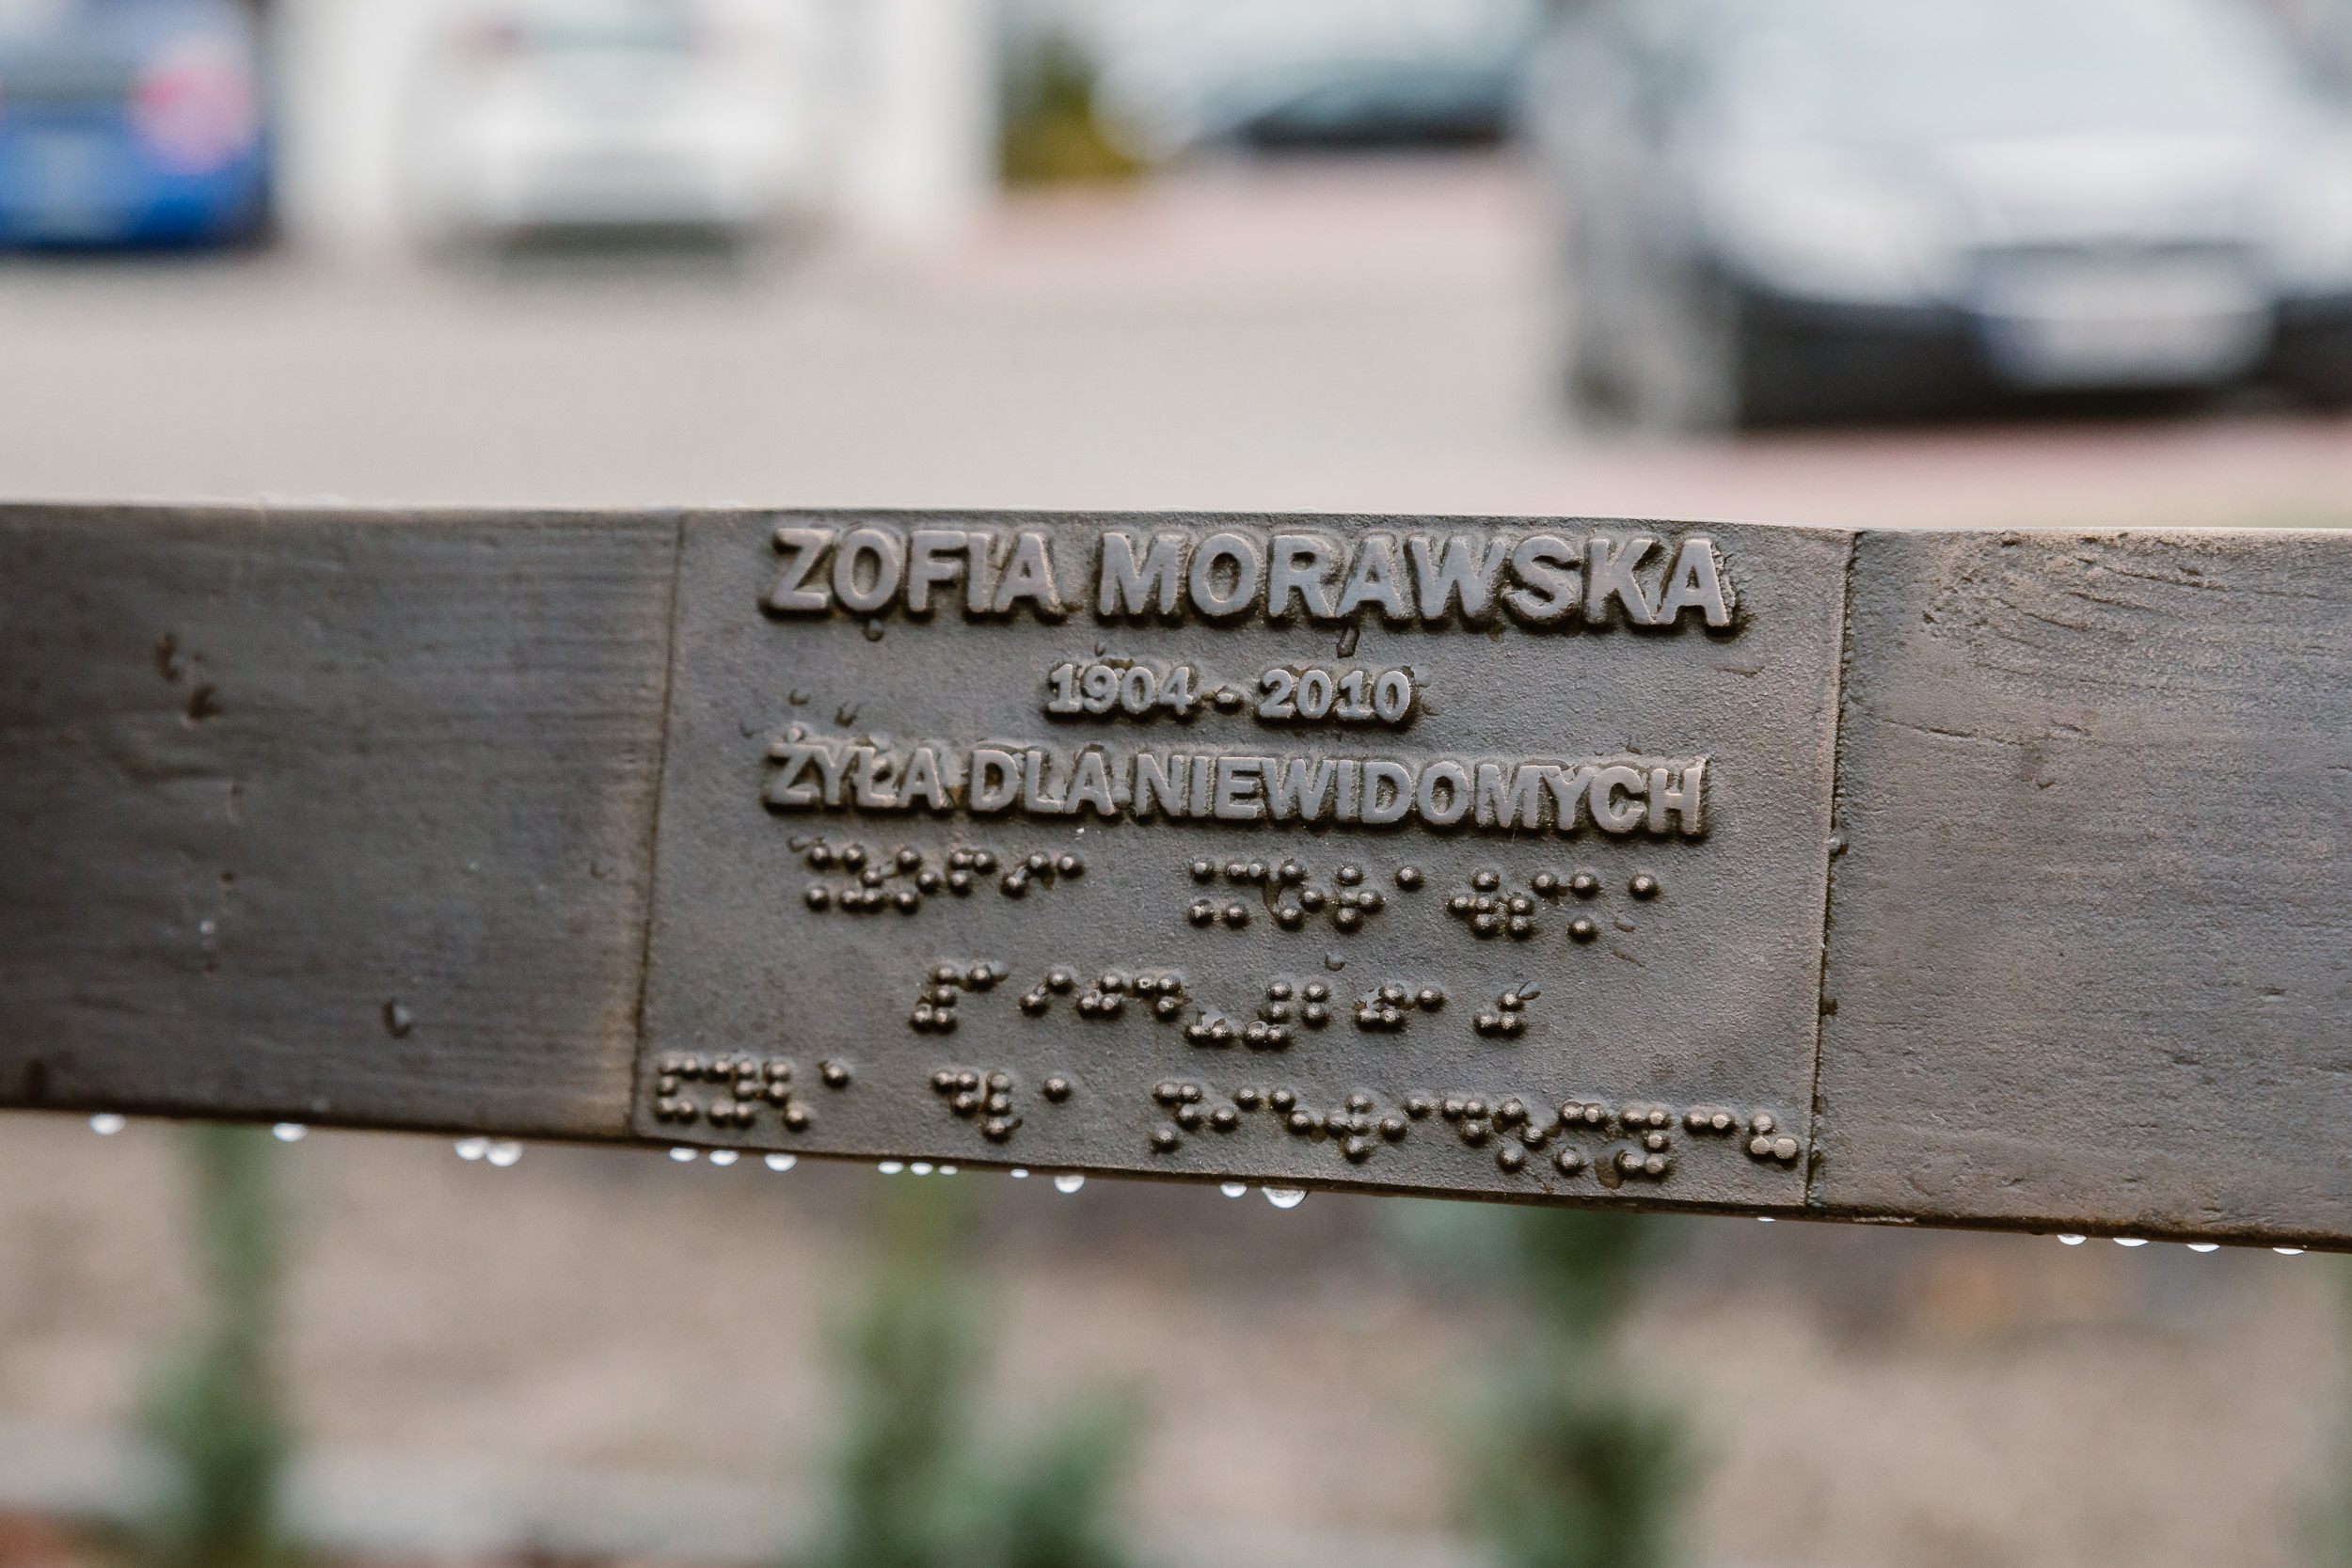 ZOFIA MORAWSKA
1904 - 2010
ŻYŁA DLA NIEWIDOMYCH
⠵⠕⠋⠊⠁ ⠍⠕⠗⠁⠺⠎⠅⠁
⠼⠁⠊⠚⠙⠤⠼⠃⠚⠁⠚
⠯⠽⠣⠁ ⠙⠇⠁ ⠝⠊⠑⠺⠊⠙⠕⠍⠽⠉⠓